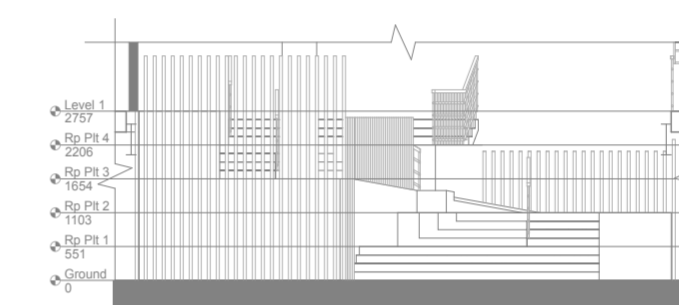 Level 1
2757
Rp Plt 4
2206
Rp Plt 3
1654
Rp Plt 2
1103
Rp Plt 1
551
Ground
0